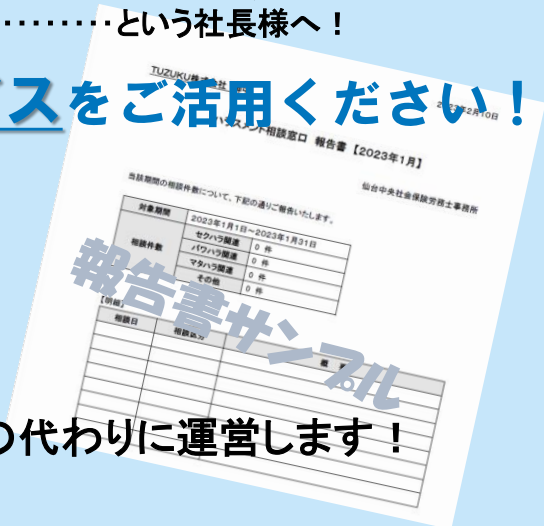 ………という社長様へ！
スをご活用ください！
TUZUKU株式会社
2023年2月10日
ハラスメント相談窓口 報告書【2023年1月】
仙台中央社会保険労務士事務所
当該期間の相談件数について、下記の通りご報告いたします。
対象期間 2023年1月1日～2023年1月31日
相談件数 セクハラ関連 0 件
パワハラ関連 0 件
マタハラ関連 0 件
その他 0 件
報告書サンプル
【明細】
相談日 相談区分 概
の代わりに運営します！